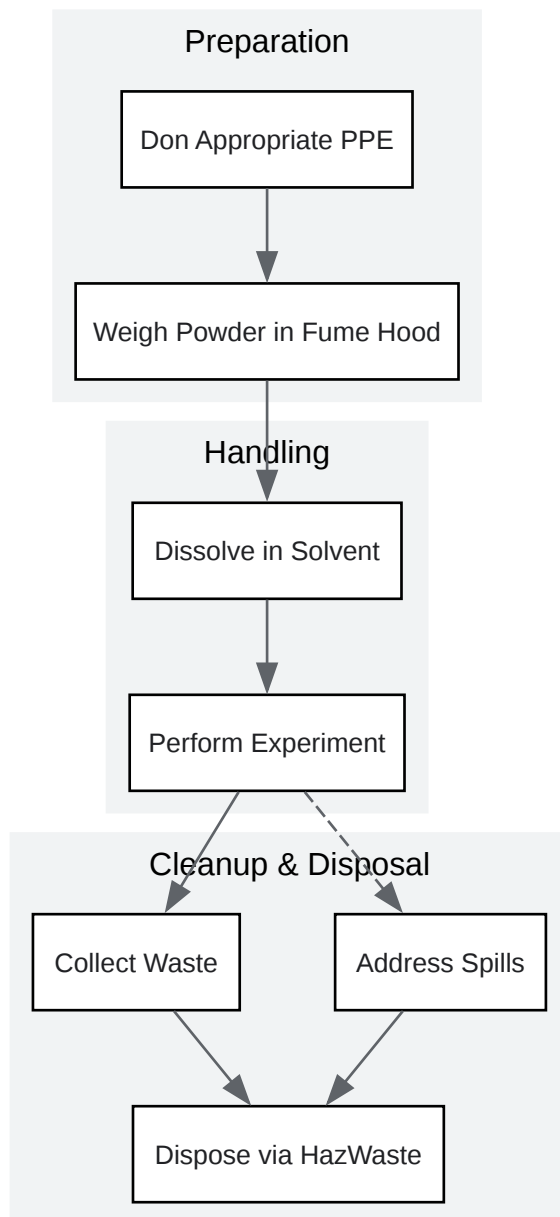 Preparation
Don Appropriate PPE
Weigh Powder in Fume Hood
Handling
Dissolve in Solvent
Perform Experiment
Cleanup & Disposal
Collect Waste
Address Spills
Dispose via HazWaste